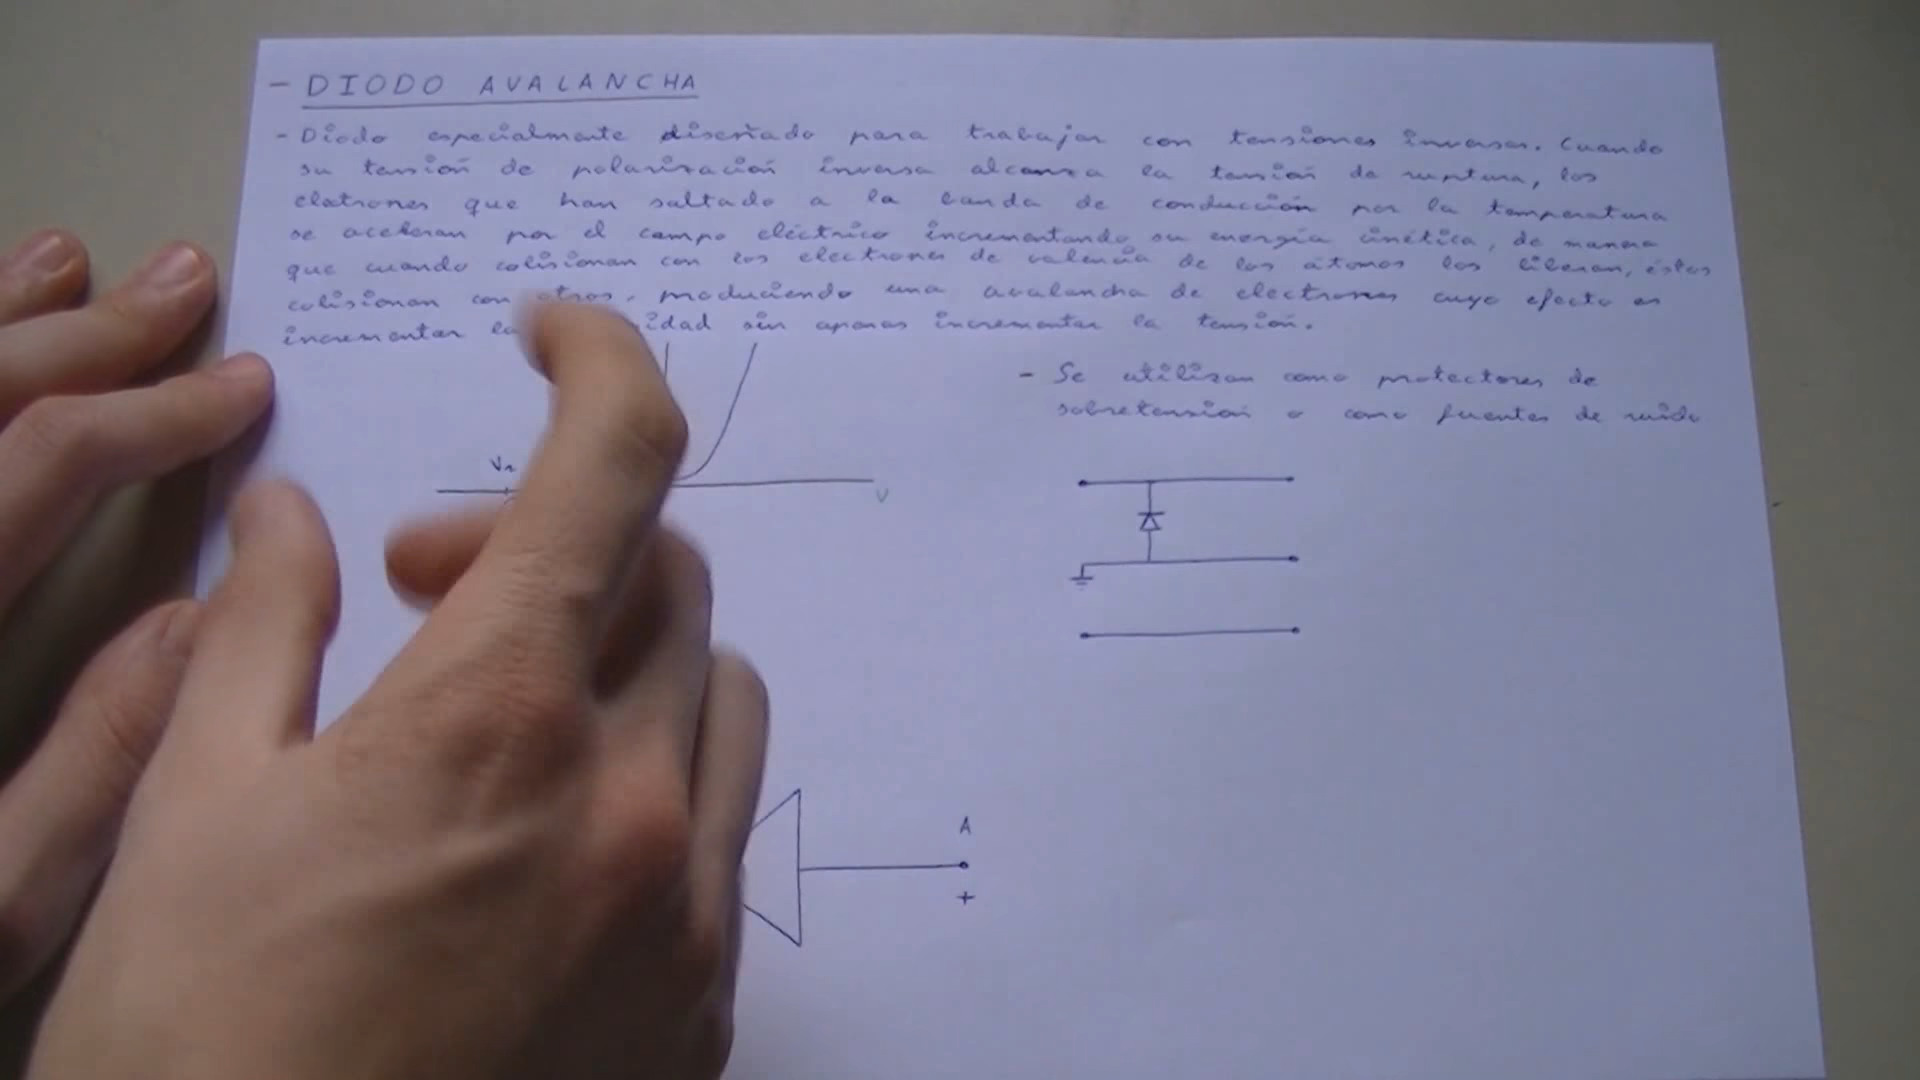 - DIODO AVALANCHA
- Diodo especialmente diseñado para trabajar con tensiones inversas. Cuando
su tensión de polarización inversa alcanza la tensión de ruptura, los
eletrones que han saltado a la banda de conducción por la temperatura
se aceleran por el campo eléctrico incrementando su energía cinética, de manera
que cuando colisionan con los electrones de valencia de los átomos los liberan, éstos
colisionan con otros, produciendo una avalancha de electrones cuyo efecto es
incrementar la idad sin apenas incrementar la tensión.
- Se utilizan como protectores de
sobretensión o como fuentes de ruido
Vr
V
A
+